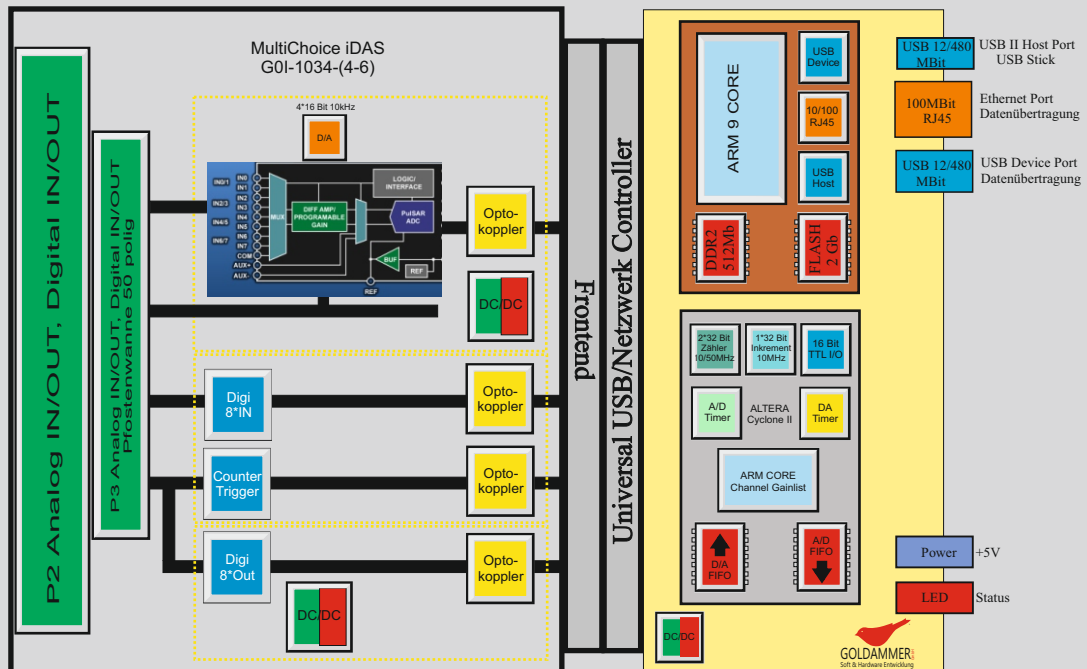 MultiChoice iDAS
G0I-1034-(4-6)
P2 Analog IN/OUT, Digital IN/OUT
P3 Analog IN/OUT, Digital IN/OUT
Pfostenwanne 50 polig
4*16 Bit 10kHz
D/A
IN0/1
IN2/3
IN4/5
IN6/7
IN0
IN1
IN2
IN3
IN4
IN5
IN6
IN7
COM
AUX+
AUX-
MUX
DIFF AMP/
PROGRAMABLE
GAIN
LOGIC/
INTERFACE
PulSAR
ADC
BUF
REF
REF
Opto-
koppler
DC/DC
Digi
8*IN
Opto-
koppler
Counter
Trigger
Opto-
koppler
Digi
8*Out
Opto-
koppler
DC/DC
Frontend
Universal USB/Netzwerk Controller
ARM 9 CORE
USB
Device
10/100
RJ45
USB
Host
DDR2
512Mb
FLASH
2 Gb
2*32 Bit
Zähler
10/50MHz
1*32 Bit
Inkrement
10MHz
16 Bit
TTL I/O
A/D
Timer
ALTERA
Cyclone II
DA
Timer
ARM CORE
Channel Gainlist
D/A
FIFO
A/D
FIFO
DC/DC
GOLDAMMER
Soft & Hardware Entwicklung
USB 12/480
MBit
USB II Host Port
USB Stick
100MBit
RJ45
Ethernet Port
Datenübertragung
USB 12/480
MBit
USB Device Port
Datenübertragung
Power
+5V
LED
Status